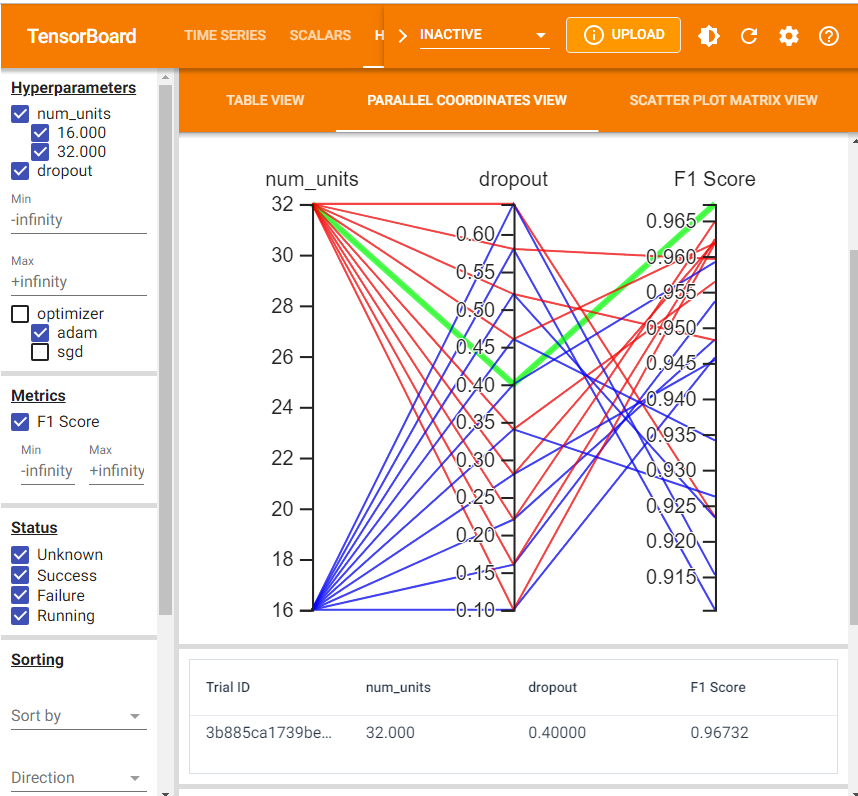 TensorBoard TIME SERIES SCALARS H INACTIVE UPLOAD
Hyperparameters
num_units
16.000
32.000
dropout
Min
-infinity
Max
+infinity
optimizer
adam
sgd
Metrics
F1 Score
Min Max
-infinity +infinity
Status
Unknown
Success
Failure
Running
Sorting
Sort by
Direction
TABLE VIEW PARALLEL COORDINATES VIEW SCATTER PLOT MATRIX VIEW
num_units dropout F1 Score
32
30
28
26
24
22
20
18
16
0.60
0.55
0.50
0.45
0.40
0.35
0.30
0.25
0.20
0.15
0.10
0.965
0.960
0.955
0.950
0.945
0.940
0.935
0.930
0.925
0.920
0.915
Trial ID num_units dropout F1 Score
3b885ca1739be... 32.000 0.40000 0.96732